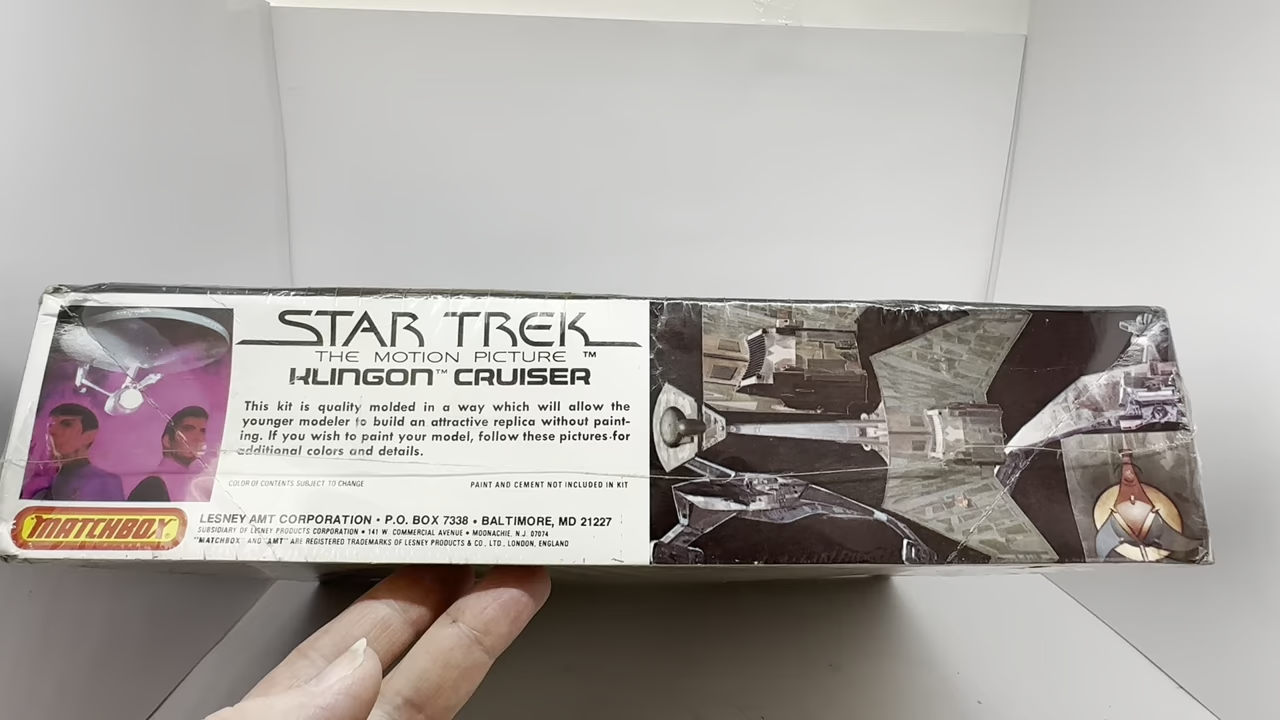 STAR TREK
THE MOTION PICTURE ™
KLINGON™ CRUISER
This kit is quality molded in a way which will allow the
younger modeler to build an attractive replica without paint-
ing. If you wish to paint your model, follow these pictures for
additional colors and details.
COLOR OF CONTENTS SUBJECT TO CHANGE
PAINT AND CEMENT NOT INCLUDED IN KIT
MATCHBOX
LESNEY AMT CORPORATION • P.O. BOX 7338 • BALTIMORE, MD 21227
SUBSIDIARY OF LESNEY PRODUCTS CORPORATION • 141 W. COMMERCIAL AVENUE • MOONACHIE, N.J. 07074
"MATCHBOX" AND "AMT" ARE REGISTERED TRADEMARKS OF LESNEY PRODUCTS & CO., LTD., LONDON, ENGLAND